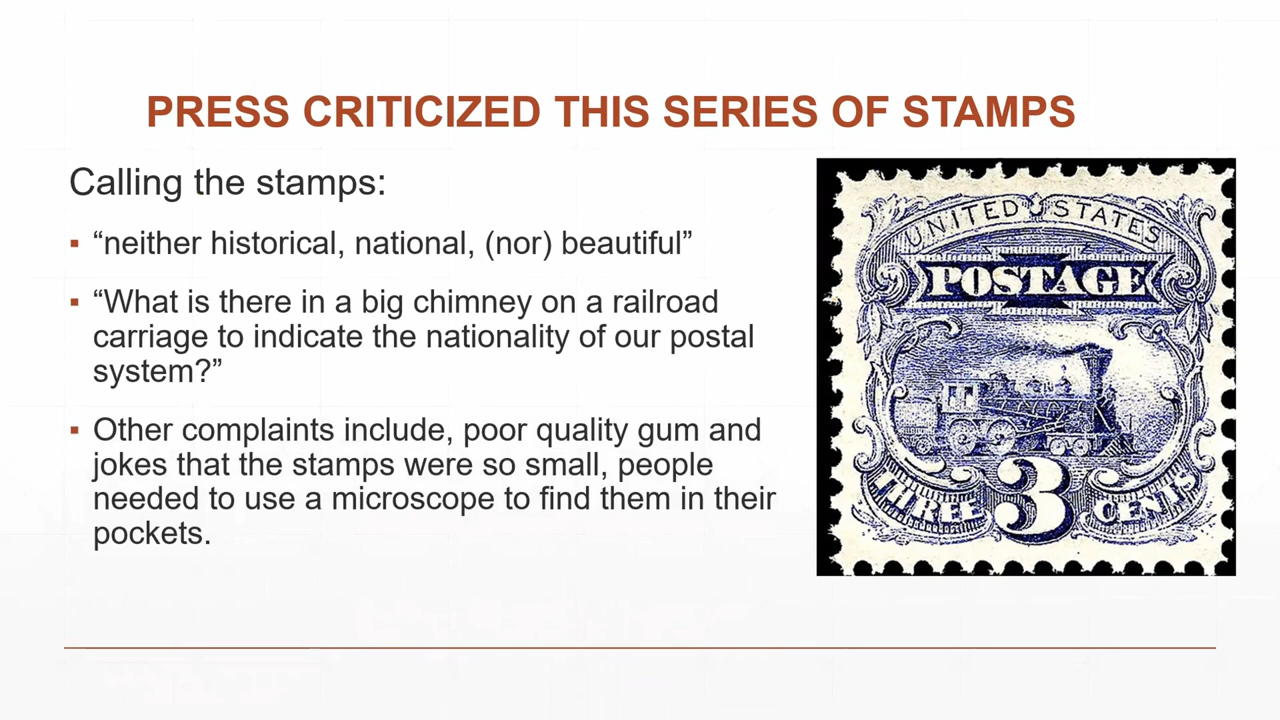 PRESS CRITICIZED THIS SERIES OF STAMPS
Calling the stamps:
▪ “neither historical, national, (nor) beautiful”
▪ “What is there in a big chimney on a railroad
carriage to indicate the nationality of our postal
system?”
▪ Other complaints include, poor quality gum and
jokes that the stamps were so small, people
needed to use a microscope to find them in their
pockets.
UNITED STATES
POSTAGE
THREE 3 CENTS